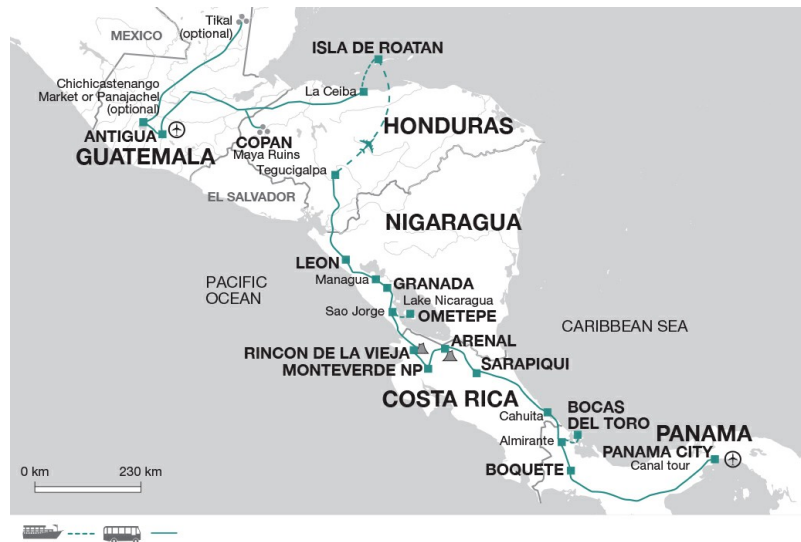 Tikal
(optional)
MEXICO
ISLA DE ROATAN
Chichicastenango
Market or Panajachel
(optional)
La Ceiba
ANTIGUA
GUATEMALA
COPAN
Maya Ruins
HONDURAS
Tegucigalpa
EL SALVADOR
NICARAGUA
LEON
Managua
GRANADA
PACIFIC
OCEAN
Lake Nicaragua
Sao Jorge
OMETEPE
CARIBBEAN SEA
ARENAL
RINCON DE LA VIEJA
MONTEVERDE NP
SARAPIQUI
COSTA RICA
Cahuita
BOCAS
DEL TORO
Almirante
PANAMA
PANAMA CITY
Canal tour
BOQUETE
0 km
230 km